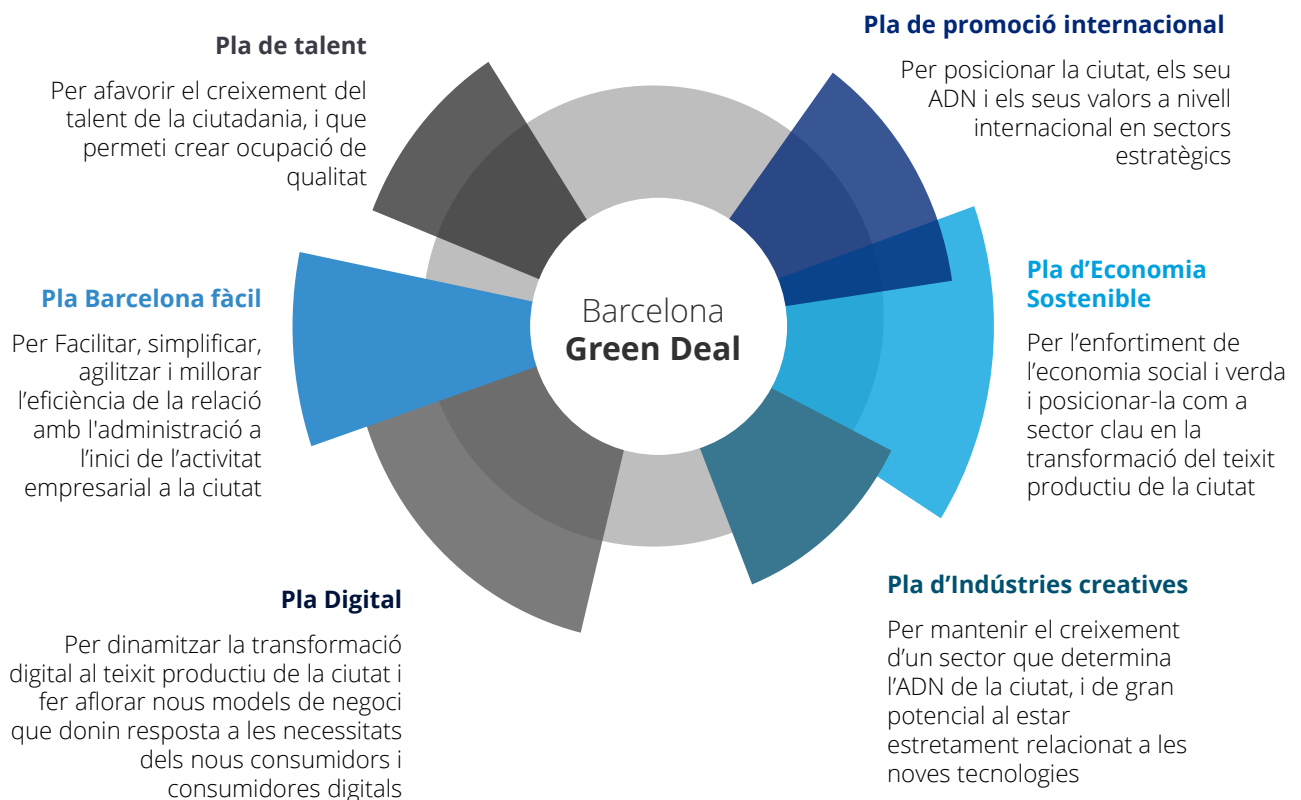 Pla de talent
Per afavorir el creixement del
talent de la ciutadania, i que
permeti crear ocupació de
qualitat
Pla de promoció internacional
Per posicionar la ciutat, els seu
ADN i els seus valors a nivell
internacional en sectors
estratègics
Pla Barcelona fàcil
Per Facilitar, simplificar,
agilitzar i millorar
l’eficiència de la relació
amb l'administració a
l’inici de l’activitat
empresarial a la ciutat
Barcelona
Green Deal
Pla d’Economia
Sostenible
Per l’enfortiment de
l’economia social i verda
i posicionar-la com a
sector clau en la
transformació del teixit
productiu de la ciutat
Pla Digital
Per dinamitzar la transformació
digital al teixit productiu de la ciutat i
fer aflorar nous models de negoci
que donin resposta a les necessitats
dels nous consumidors i
consumidores digitals
Pla d’Indústries creatives
Per mantenir el creixement
d’un sector que determina
l’ADN de la ciutat, i de gran
potencial al estar
estretament relacionat a les
noves tecnologies